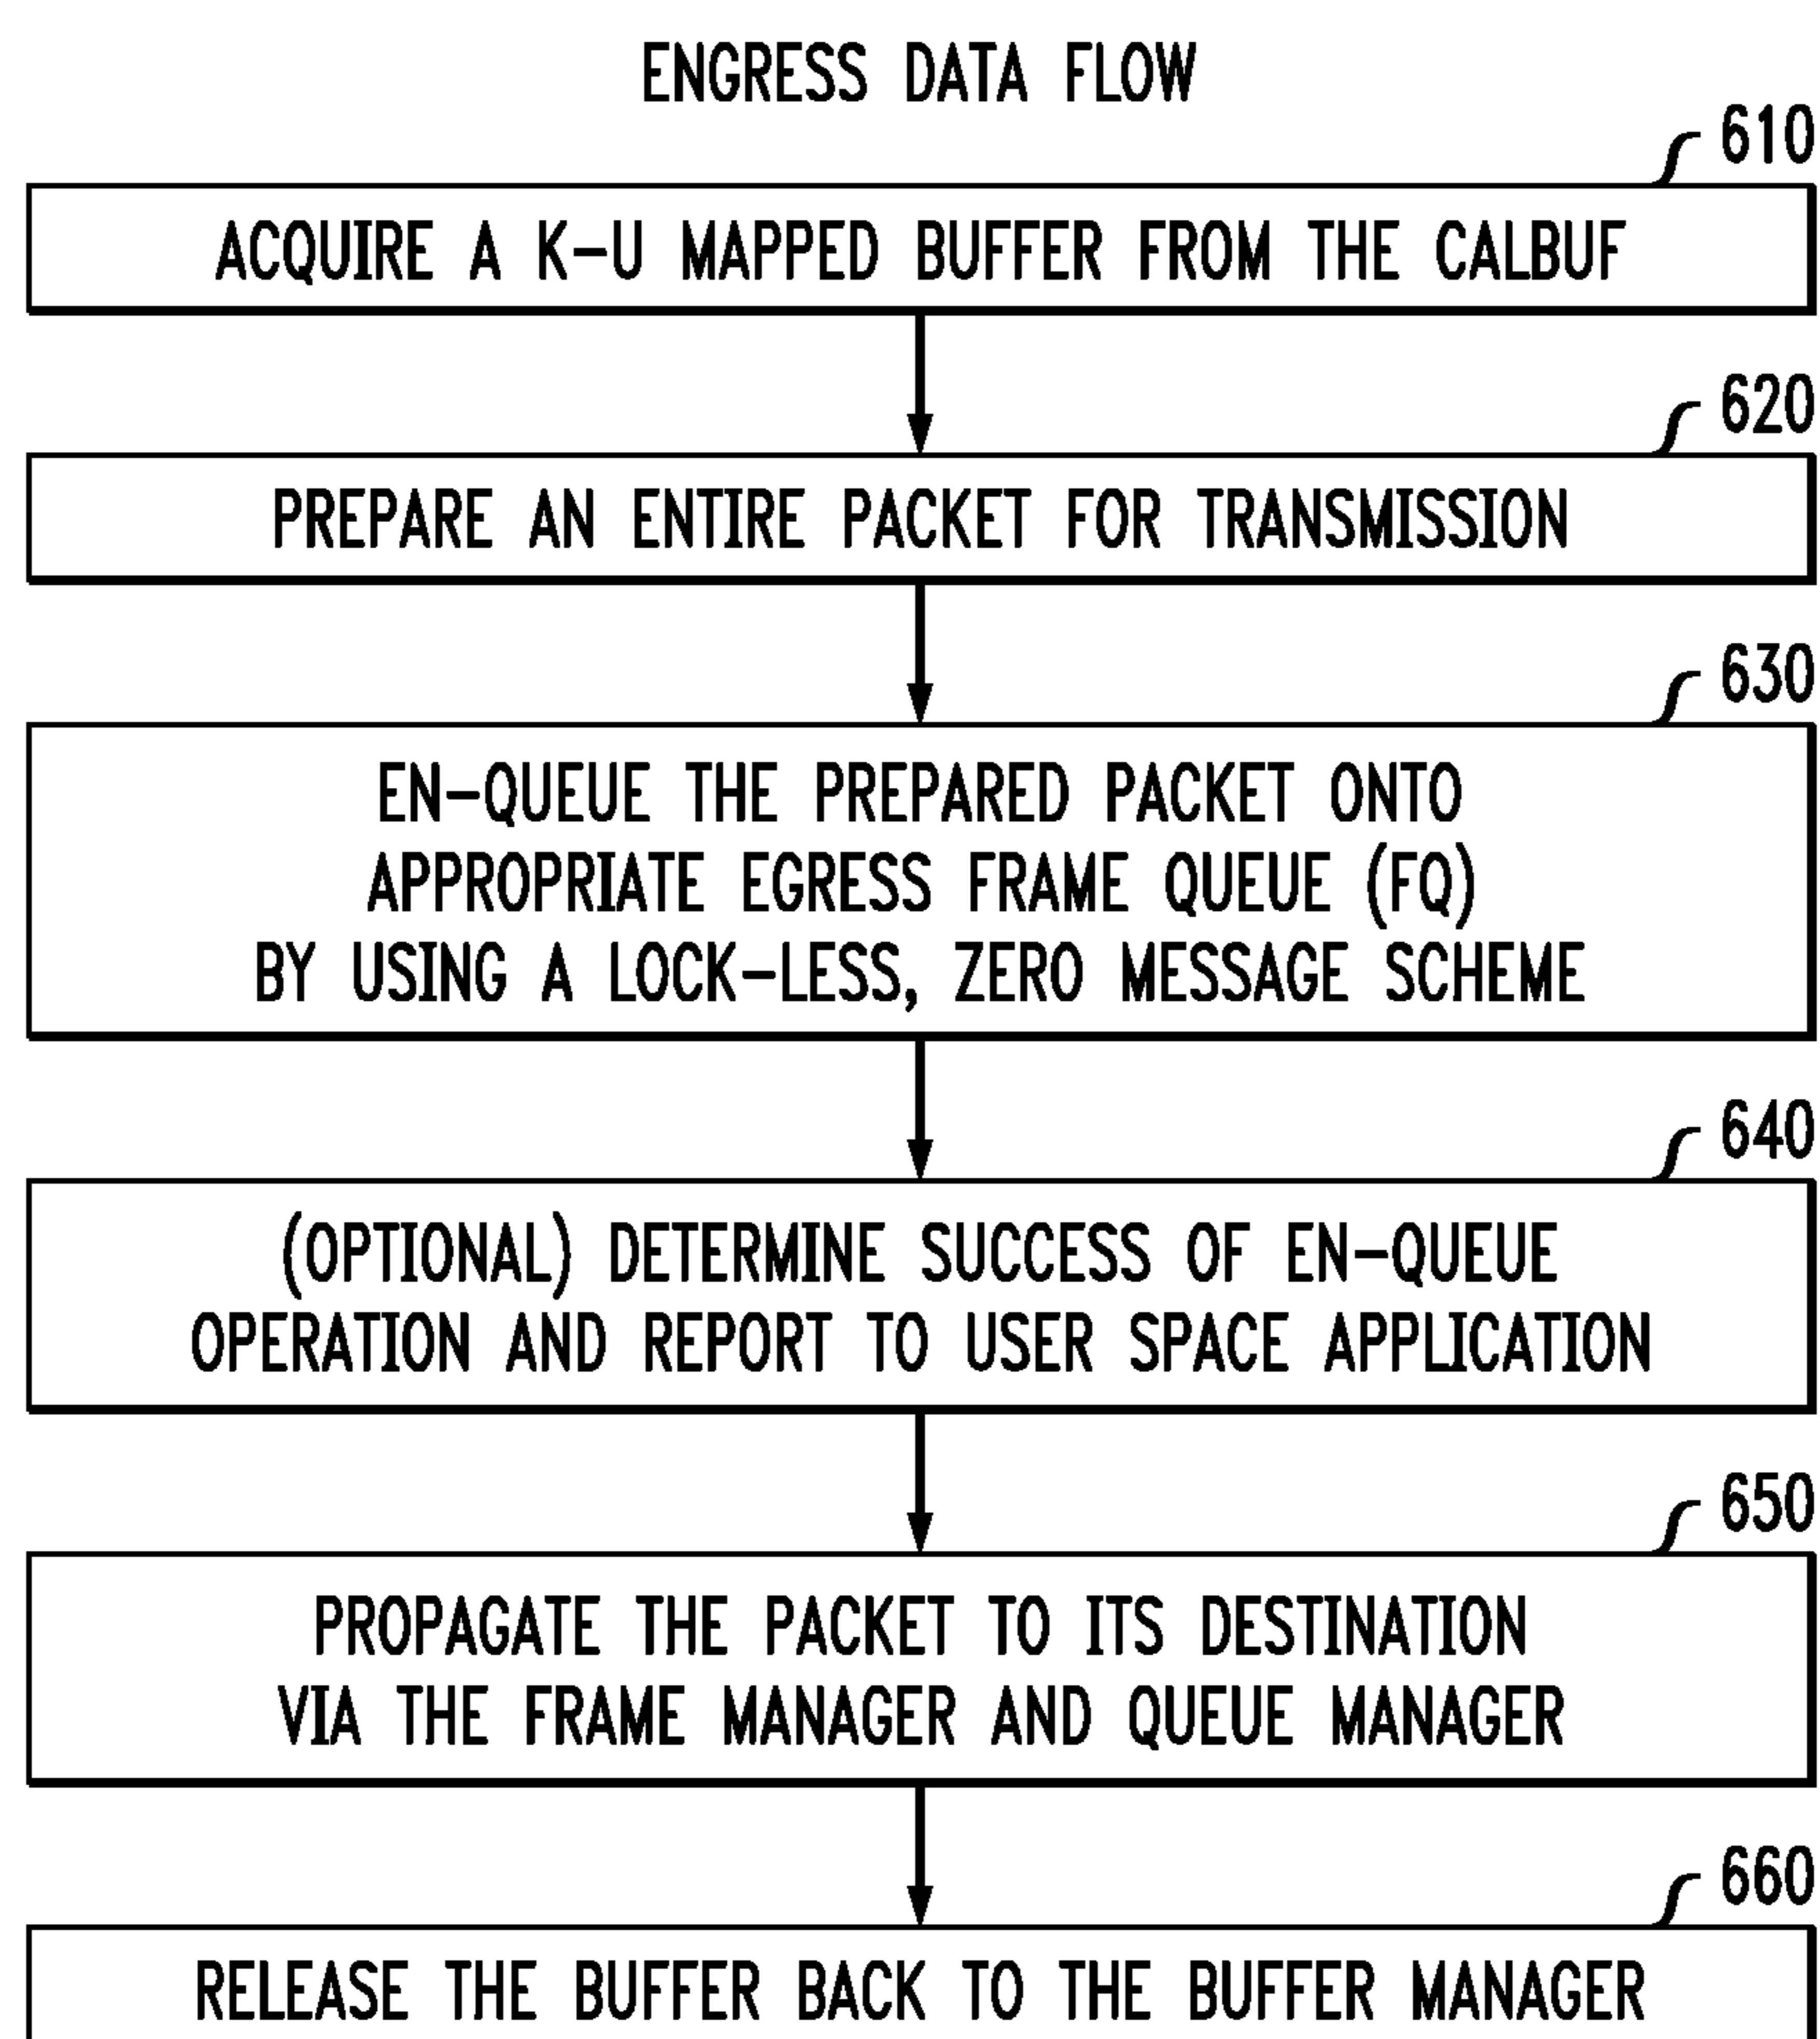 ENGRESS DATA FLOW
610
ACQUIRE A K-U MAPPED BUFFER FROM THE CALBUF
620
PREPARE AN ENTIRE PACKET FOR TRANSMISSION
630
EN-QUEUE THE PREPARED PACKET ONTO
APPROPRIATE EGRESS FRAME QUEUE (FQ)
BY USING A LOCK-LESS, ZERO MESSAGE SCHEME
640
(OPTIONAL) DETERMINE SUCCESS OF EN-QUEUE
OPERATION AND REPORT TO USER SPACE APPLICATION
650
PROPAGATE THE PACKET TO ITS DESTINATION
VIA THE FRAME MANAGER AND QUEUE MANAGER
660
RELEASE THE BUFFER BACK TO THE BUFFER MANAGER